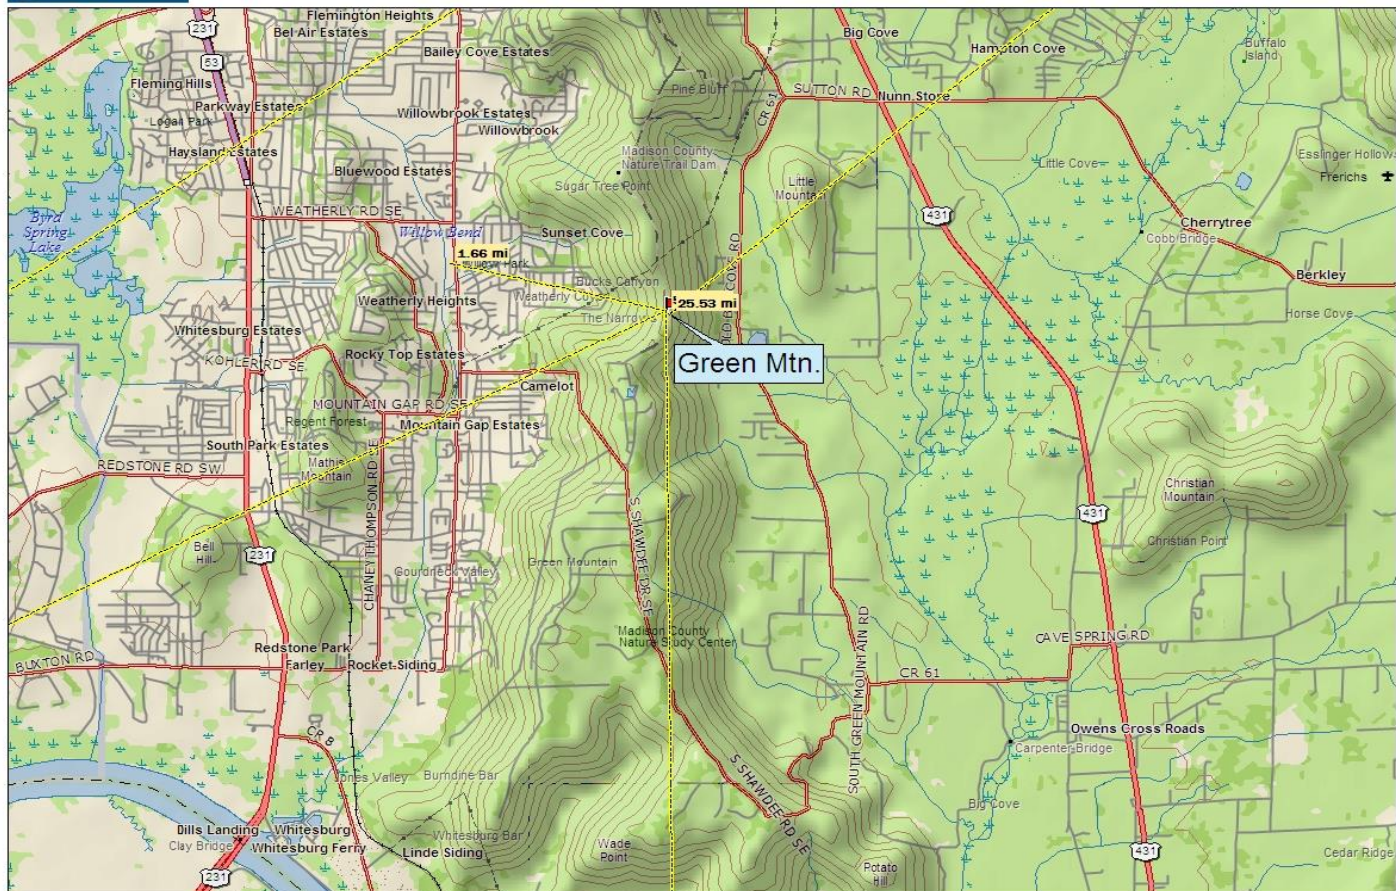 Flemington Heights
231
Bel Air Estates
Big Cove
Hampton Cove
Buffalo
Island
Bailey Cove Estates
53
Fleming Hills
Pine Bluff
SUTTON RD
Nunn Store
Parkway Estates
Willowbrook Estates
CR 61
Logan Park
Willowbrook
Haysland Estates
Madison County
Nature Trail Dam
Little Cove
Esslinger Hollow
Frerichs
Bluewood Estates
Sugar Tree Point
Little
Mountain
WEATHERLY RD SE
431
Cherrytree
Cobb Bridge
Byrd
Spring
Lake
Willow Bend
Sunset Cove
1.66 mi
Willow Park
Berkley
Bucks Canyon
Weatherly Cove
Weatherly Heights
25.53 mi
Horse Cove
The Narrows
Whitesburg Estates
Rocky Top Estates
KOHLER RD SE
Green Mtn.
Camelot
MOUNTAIN GAP RD SE
Regent Forest
Mountain Gap Estates
South Park Estates
REDSTONE RD SW
Mathis
Mountain
Christian
Mountain
431
S SHAWDEE DR SE
Christian Point
Bell
Hill
231
CHANEY THOMPSON RD SE
Gourdneck Valley
Green Mountain
Madison County
Nature Study Center
SOUTH GREEN MOUNTAIN RD
CAVE SPRING RD
Redstone Park
BUXTON RD
Farley
Rocket Siding
CR 61
Owens Cross Roads
CR 8
Carpenter Bridge
Jones Valley
Burndine Bar
S SHAWDEE RD SE
Big Cove
Dills Landing
Whitesburg
Clay Bridge
Whitesburg Ferry
Whitesburg Bar
Linde Siding
Wade
Point
Potato
Hill
431
Cedar Ridge
231